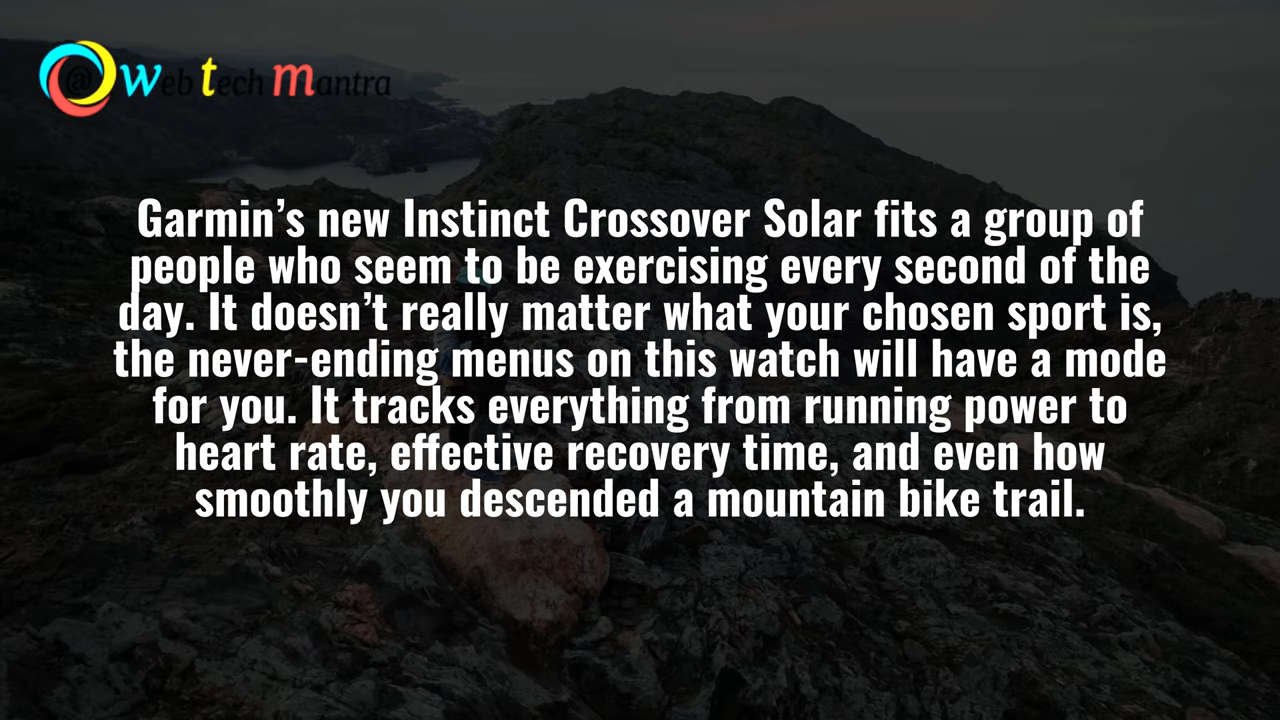 @ Web tech mantra
Garmin’s new Instinct Crossover Solar fits a group of
people who seem to be exercising every second of the
day. It doesn’t really matter what your chosen sport is,
the never-ending menus on this watch will have a mode
for you. It tracks everything from running power to
heart rate, effective recovery time, and even how
smoothly you descended a mountain bike trail.